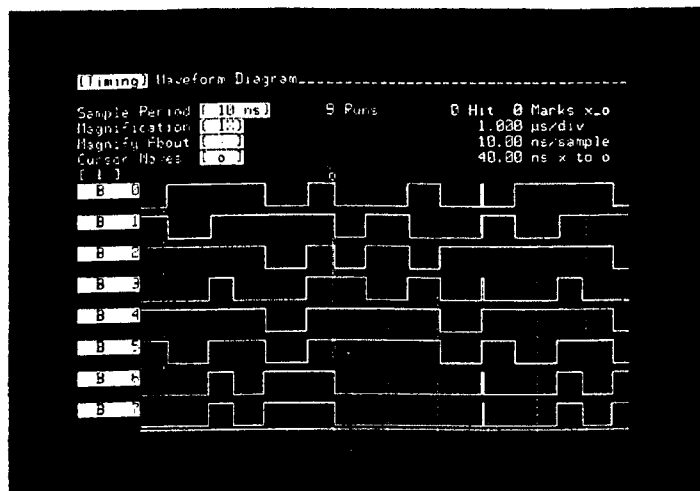 [Timing] Waveform Diagram
Sample Period [ 10 ns] 9 Runs 0 Hit 0 Marks x_o
Magnification 1.000 µs/div
Magnify About 10.00 ns/sample
Cursor Moves [ o ] 40.00 ns x to o
o
B 0
B 1
B 2
B 3
B 4
B 5
B 6
B 7